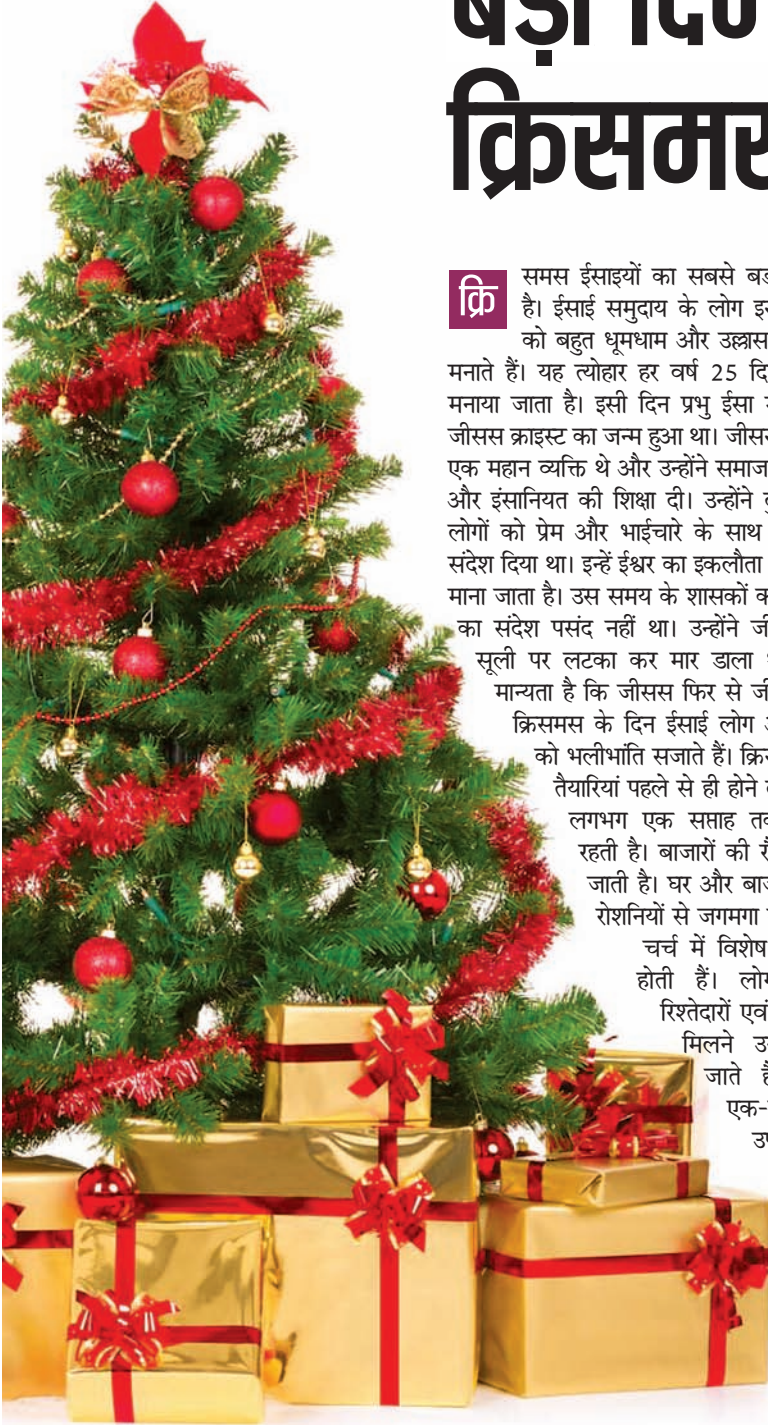 बड़ा दिन
क्रिसमस
क्रि
समस ईसाइयों का सबसे
है। ईसाई समुदाय के लोग
को बहुत धूमधाम और उल्लास
मनाते हैं। यह त्योहार हर वर्ष 25
मनाया जाता है। इसी दिन प्रभु ईसा
जीसस क्राइस्ट का जन्म हुआ था।
एक महान व्यक्ति थे और उन्होंने समाज
और इंसानियत की शिक्षा दी। उन्होंने
लोगों को प्रेम और भाईचारे के साथ
संदेश दिया था। इन्हें ईश्वर का इकलौता
माना जाता है। उस समय के शासकों
का संदेश पसंद नहीं था। उन्होंने
सूली पर लटका कर मार डाला
मान्यता है कि जीसस फिर से
क्रिसमस के दिन ईसाई लोग
को भलीभांति सजाते हैं।
तैयारियां पहले से ही होने
लगभग एक सप्ताह
रहती है। बाजारों की
जाती है। घर और
रोशनियों से जगमगा
चर्च में विशेष
होती हैं।
रिश्तेदारों एवं
मिलने
जाते
एक-